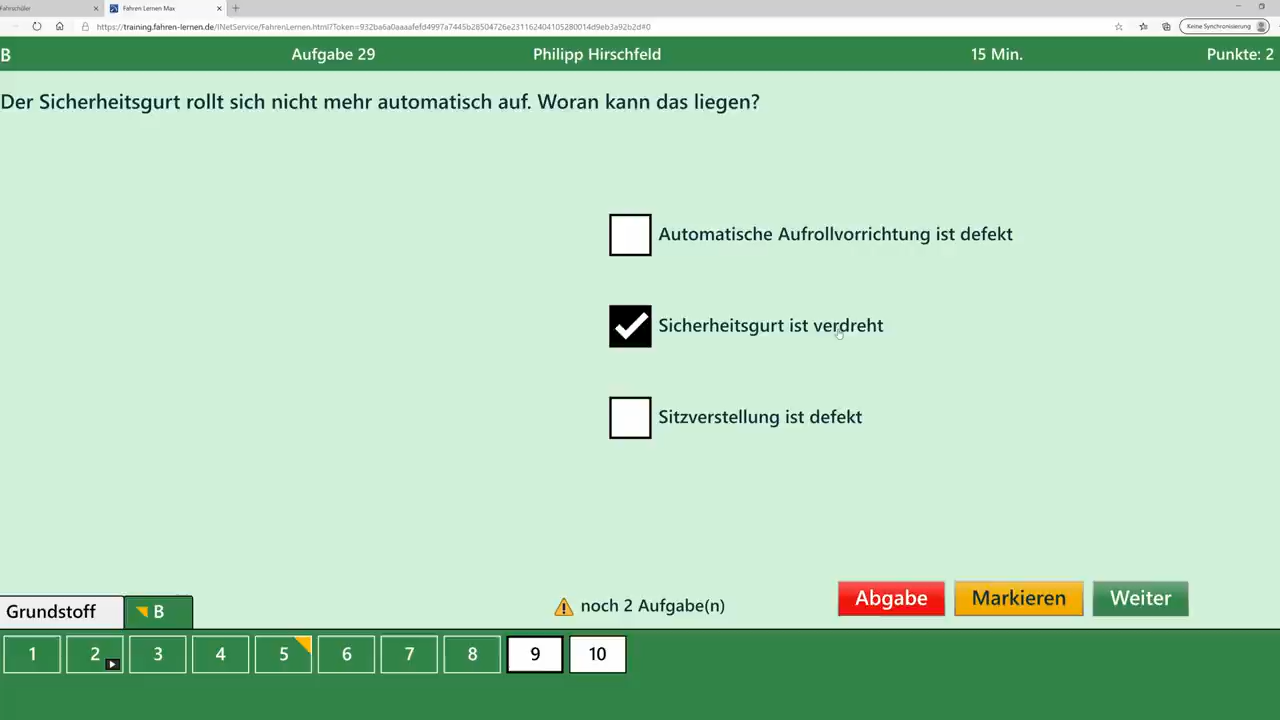 Fahrschüler
Fahren Lernen Max
https://training.fahren-lernen.de/INetService/FahrenLernen.html?Token=932ba6a0aaaafefd4997a7445b28504726e231162404105280014d9eb3a92b2d#0
Keine Synchronisierung
B
Aufgabe 29
Philipp Hirschfeld
15 Min.
Punkte: 2
Der Sicherheitsgurt rollt sich nicht mehr automatisch auf. Woran kann das liegen?
Automatische Aufrollvorrichtung ist defekt
Sicherheitsgurt ist verdreht
Sitzverstellung ist defekt
Grundstoff
B
noch 2 Aufgabe(n)
Abgabe
Markieren
Weiter
1
2
3
4
5
6
7
8
9
10